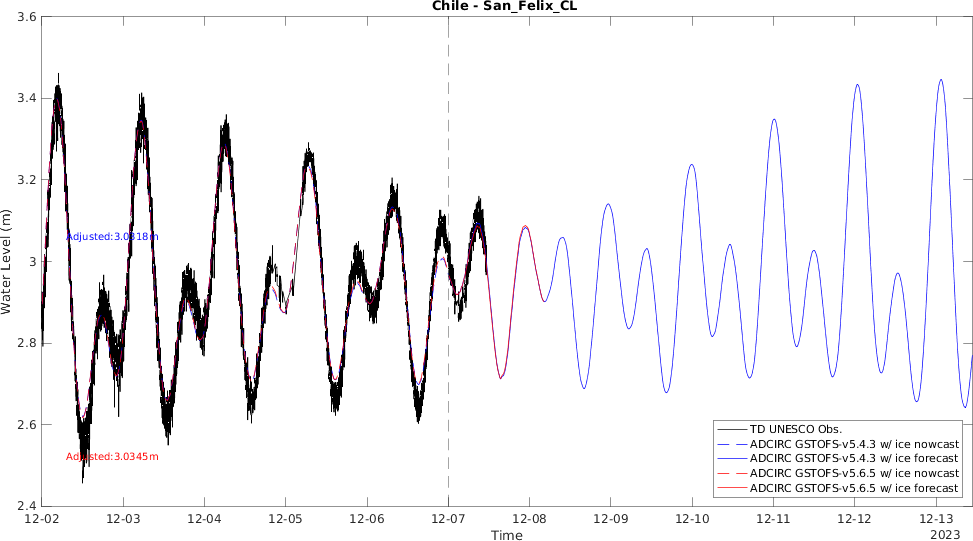 Chile - San_Felix_CL
3.6
3.4
3.2
3
2.8
2.6
2.4
Water Level (m)
Adjusted:3.0318m
Adjusted:3.0345m
TD UNESCO Obs.
ADCIRC GSTOFS-v5.4.3 w/ ice nowcast
ADCIRC GSTOFS-v5.4.3 w/ ice forecast
ADCIRC GSTOFS-v5.6.5 w/ ice nowcast
ADCIRC GSTOFS-v5.6.5 w/ ice forecast
12-02 12-03 12-04 12-05 12-06 12-07 12-08 12-09 12-10 12-11 12-12 12-13
Time
2023